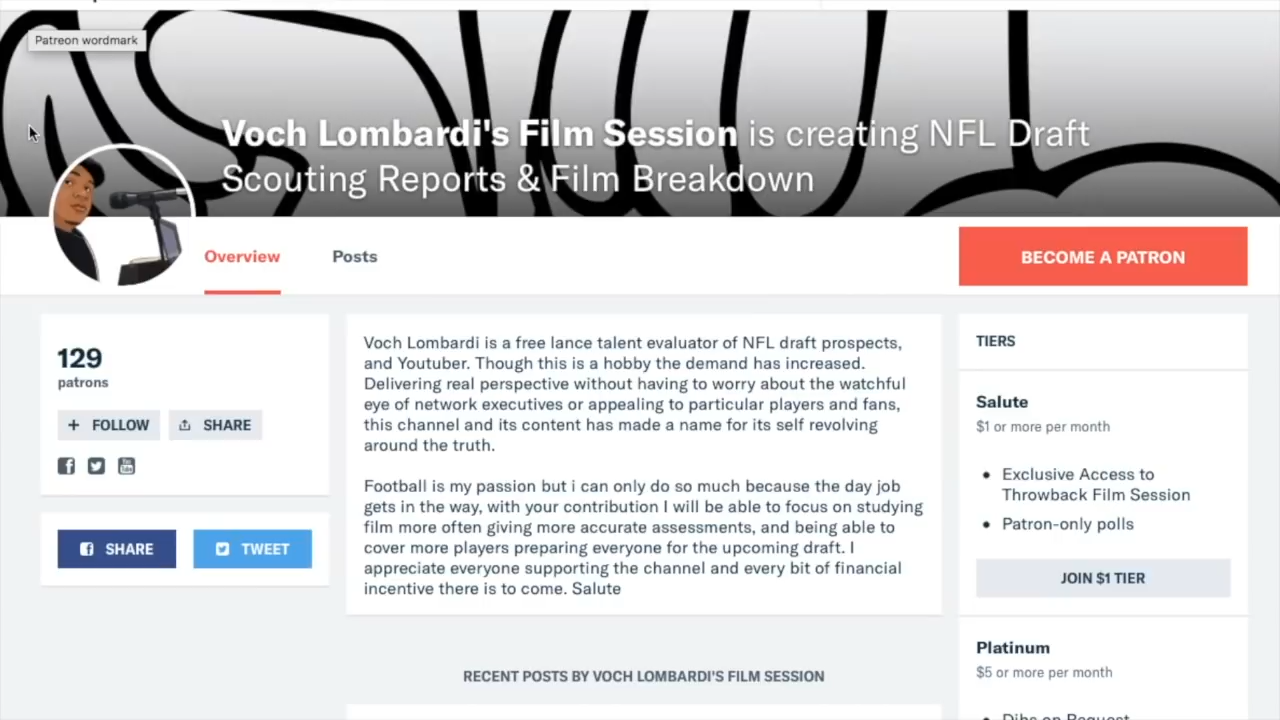 Patreon wordmark
Voch Lombardi's Film Session is creating NFL Draft
Scouting Reports & Film Breakdown
Overview
Posts
BECOME A PATRON
129
patrons
+ FOLLOW
SHARE
SHARE
TWEET
Voch Lombardi is a free lance talent evaluator of NFL draft prospects,
and Youtuber. Though this is a hobby the demand has increased.
Delivering real perspective without having to worry about the watchful
eye of network executives or appealing to particular players and fans,
this channel and its content has made a name for its self revolving
around the truth.
Football is my passion but i can only do so much because the day job
gets in the way, with your contribution I will be able to focus on studying
film more often giving more accurate assessments, and being able to
cover more players preparing everyone for the upcoming draft. I
appreciate everyone supporting the channel and every bit of financial
incentive there is to come. Salute
RECENT POSTS BY VOCH LOMBARDI'S FILM SESSION
TIERS
Salute
$1 or more per month
• Exclusive Access to
Throwback Film Session
• Patron-only polls
JOIN $1 TIER
Platinum
$5 or more per month
• Dibs on Request